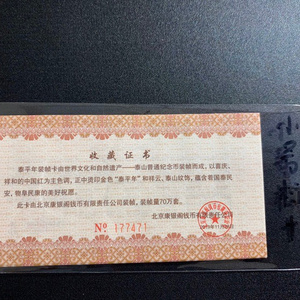 收藏证书
泰平年装帧卡由世界文化和自然遗产——泰山普通纪念币装帧而成，以喜庆、
祥和的中国红为主色调，正中烫印金色“泰平年”和祥云、泰山纹饰，蕴含普国泰民
安，物阜民康的美好祝愿。
此卡由北京康银阁钱币有限责任公司装帧，装帧量70万套。
北京康银阁钱币有限责任公司
№ 177471